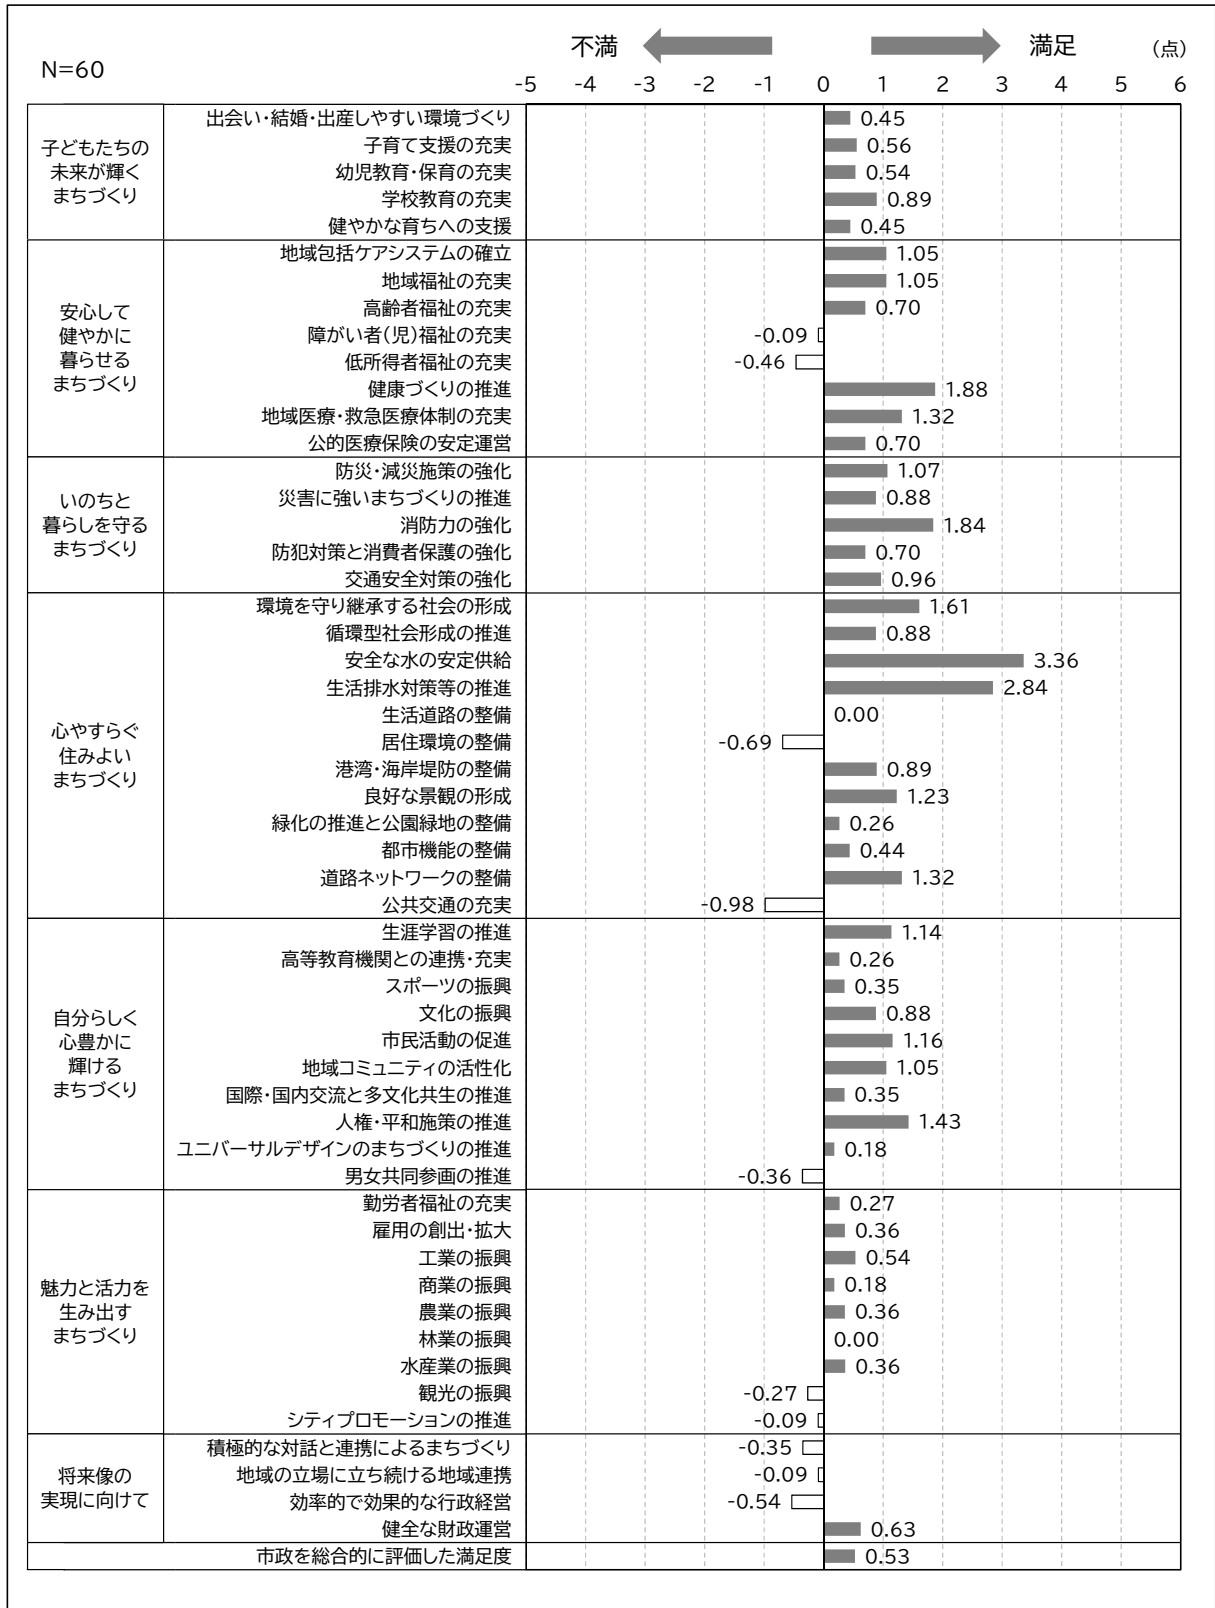 不満 満足 (点)
N=60
-5 -4 -3 -2 -1 0 1 2 3 4 5 6
子どもたちの
未来が輝く
まちづくり
出会い・結婚・出産しやすい環境づくり 0.45
子育て支援の充実 0.56
幼児教育・保育の充実 0.54
学校教育の充実 0.89
健やかな育ちへの支援 0.45
安心して
健やかに
暮らせる
まちづくり
地域包括ケアシステムの確立 1.05
地域福祉の充実 1.05
高齢者福祉の充実 0.70
障がい者(児)福祉の充実 -0.09
低所得者福祉の充実 -0.46
健康づくりの推進 1.88
地域医療・救急医療体制の充実 1.32
公的医療保険の安定運営 0.70
いのちと
暮らしを守る
まちづくり
防災・減災施策の強化 1.07
災害に強いまちづくりの推進 0.88
消防力の強化 1.84
防犯対策と消費者保護の強化 0.70
交通安全対策の強化 0.96
心やすらぐ
住みよい
まちづくり
環境を守り継承する社会の形成 1.61
循環型社会形成の推進 0.88
安全な水の安定供給 3.36
生活排水対策等の推進 2.84
生活道路の整備 0.00
居住環境の整備 -0.69
港湾・海岸堤防の整備 0.89
良好な景観の形成 1.23
緑化の推進と公園緑地の整備 0.26
都市機能の整備 0.44
道路ネットワークの整備 1.32
公共交通の充実 -0.98
自分らしく
心豊かに
輝ける
まちづくり
生涯学習の推進 1.14
高等教育機関との連携・充実 0.26
スポーツの振興 0.35
文化の振興 0.88
市民活動の促進 1.16
地域コミュニティの活性化 1.05
国際・国内交流と多文化共生の推進 0.35
人権・平和施策の推進 1.43
ユニバーサルデザインのまちづくりの推進 0.18
男女共同参画の推進 -0.36
魅力と活力を
生み出す
まちづくり
勤労者福祉の充実 0.27
雇用の創出・拡大 0.36
工業の振興 0.54
商業の振興 0.18
農業の振興 0.36
林業の振興 0.00
水産業の振興 0.36
観光の振興 -0.27
シティプロモーションの推進 -0.09
将来像の
実現に向けて
積極的な対話と連携によるまちづくり -0.35
地域の立場に立ち続ける地域連携 -0.09
効率的で効果的な行政経営 -0.54
健全な財政運営 0.63
市政を総合的に評価した満足度 0.53